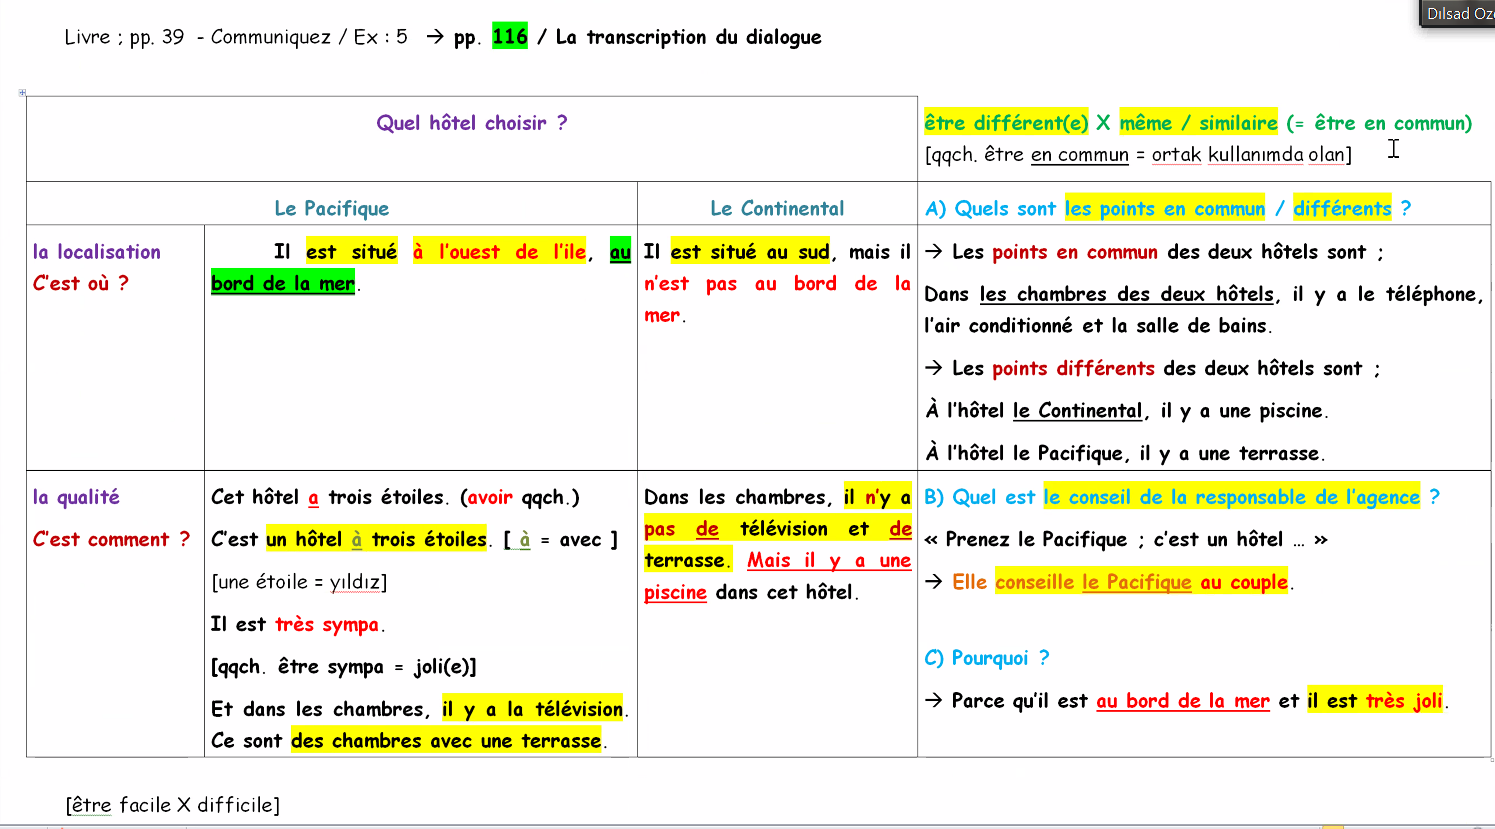 Dılsad Oz
Livre ; pp. 39 - Communiquez / Ex : 5 → pp. 116 / La transcription du dialogue
Quel hôtel choisir ?
être différent(e) X même / similaire (= être en commun)
[qqch. être en commun = ortak kullanımda olan]
Le Pacifique
Le Continental
A) Quels sont les points en commun / différents ?
la localisation
C'est où ?
Il est situé à l'ouest de l'ile, au
bord de la mer.
Il est situé au sud, mais il
n'est pas au bord de la
mer.
→ Les points en commun des deux hôtels sont ;
Dans les chambres des deux hôtels, il y a le téléphone,
l'air conditionné et la salle de bains.
→ Les points différents des deux hôtels sont ;
À l'hôtel le Continental, il y a une piscine.
À l'hôtel le Pacifique, il y a une terrasse.
la qualité
C'est comment ?
Cet hôtel a trois étoiles. (avoir qqch.)
C'est un hôtel à trois étoiles. [ à = avec ]
[une étoile = yıldız]
Il est très sympa.
[qqch. être sympa = joli(e)]
Et dans les chambres, il y a la télévision.
Ce sont des chambres avec une terrasse.
Dans les chambres, il n'y a
pas de télévision et de
terrasse. Mais il y a une
piscine dans cet hôtel.
B) Quel est le conseil de la responsable de l'agence ?
« Prenez le Pacifique ; c'est un hôtel … »
→ Elle conseille le Pacifique au couple.
C) Pourquoi ?
→ Parce qu'il est au bord de la mer et il est très joli.
[être facile X difficile]